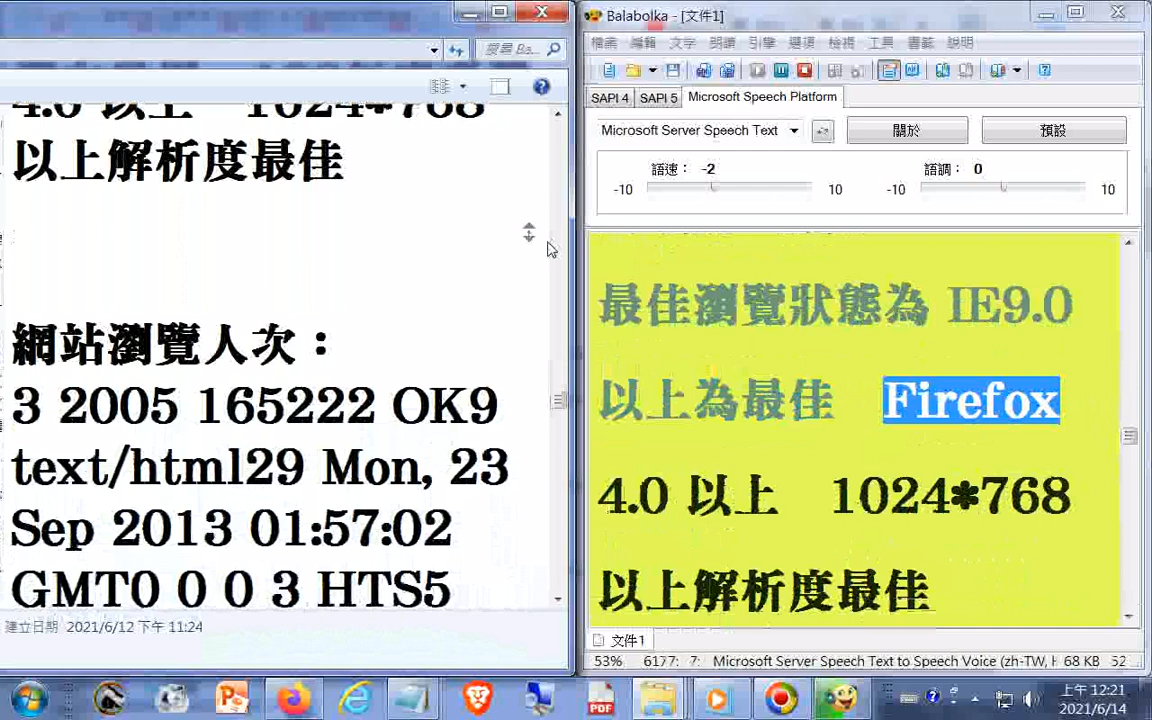 搜尋 Ba...
4.0 以上 1024*768
以上解析度最佳
網站瀏覽人次：
3 2005 165222 OK9
text/html29 Mon, 23
Sep 2013 01:57:02
GMT0 0 0 3 HTS5
建立日期 2021/6/12 下午 11:24
Balabolka - [文件1]
檔案 編輯 文字 朗讀 引擎 選項 檢視 工具 書籤 說明
SAPI 4 SAPI 5 Microsoft Speech Platform
Microsoft Server Speech Text 關於 預設
語速： -2 語調： 0
-10 10 -10 10
最佳瀏覽狀態為 IE9.0
以上為最佳 Firefox
4.0 以上 1024*768
以上解析度最佳
文件1
53% 6177: 7: Microsoft Server Speech Text to Speech Voice (zh-TW, H 68 KB 52
PDF
上午 12:21
2021/6/14